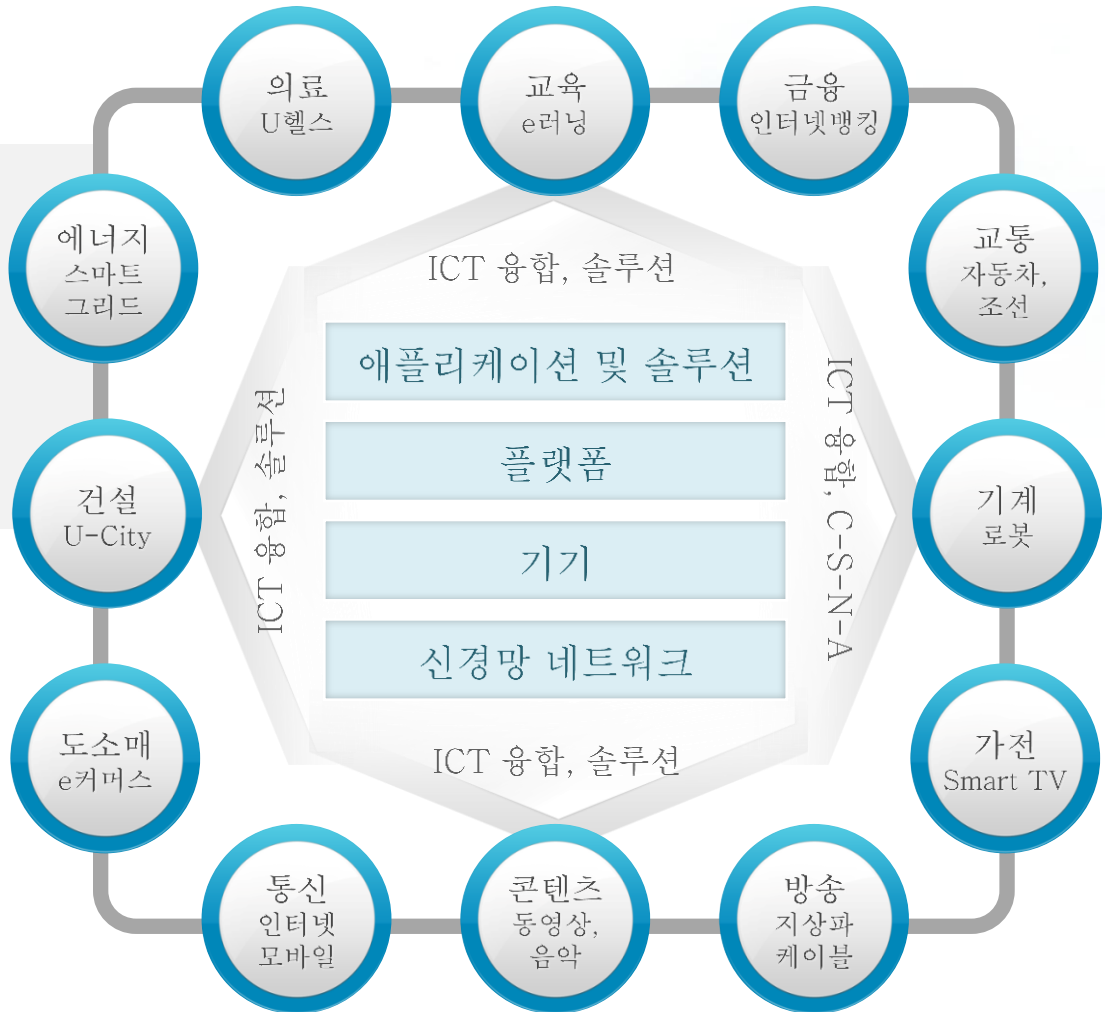 의료
U헬스
교육
e러닝
금융
인터넷뱅킹
에너지
스마트
그리드
교통
자동차,
조선
ICT 융합, 솔루션
애플리케이션 및 솔루션
플랫폼
기기
신경망 네트워크
ICT 융합, 솔루션
ICT 융합, C-S-N-A
건설
U-City
기계
로봇
도소매
e커머스
가전
Smart TV
ICT 융합, 솔루션
통신
인터넷
모바일
콘텐츠
동영상,
음악
방송
지상파
케이블